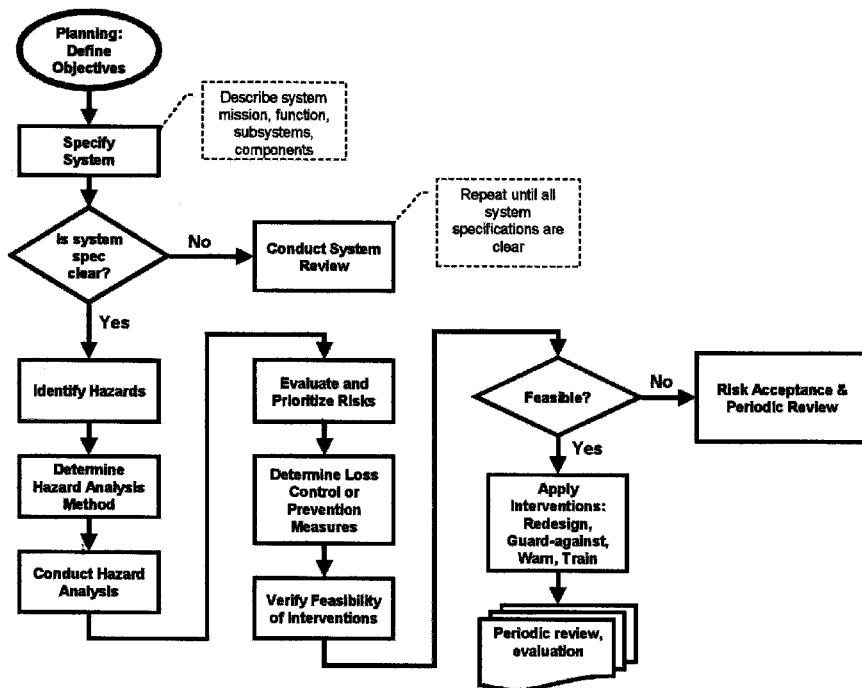 Planning:
Define
Objectives
Describe system
mission, function,
subsystems,
components
Specify
System
Repeat until all
system
specifications are
clear
Is system
spec
clear?
No
Conduct System
Review
Yes
Identify Hazards
Evaluate and
Prioritize Risks
Feasible?
No
Risk Acceptance &
Periodic Review
Yes
Determine
Hazard Analysis
Method
Determine Loss
Control or
Prevention
Measures
Apply
Interventions:
Redesign,
Guard-against,
Warn, Train
Conduct Hazard
Analysis
Verify Feasibility
of Interventions
Periodic review,
evaluation